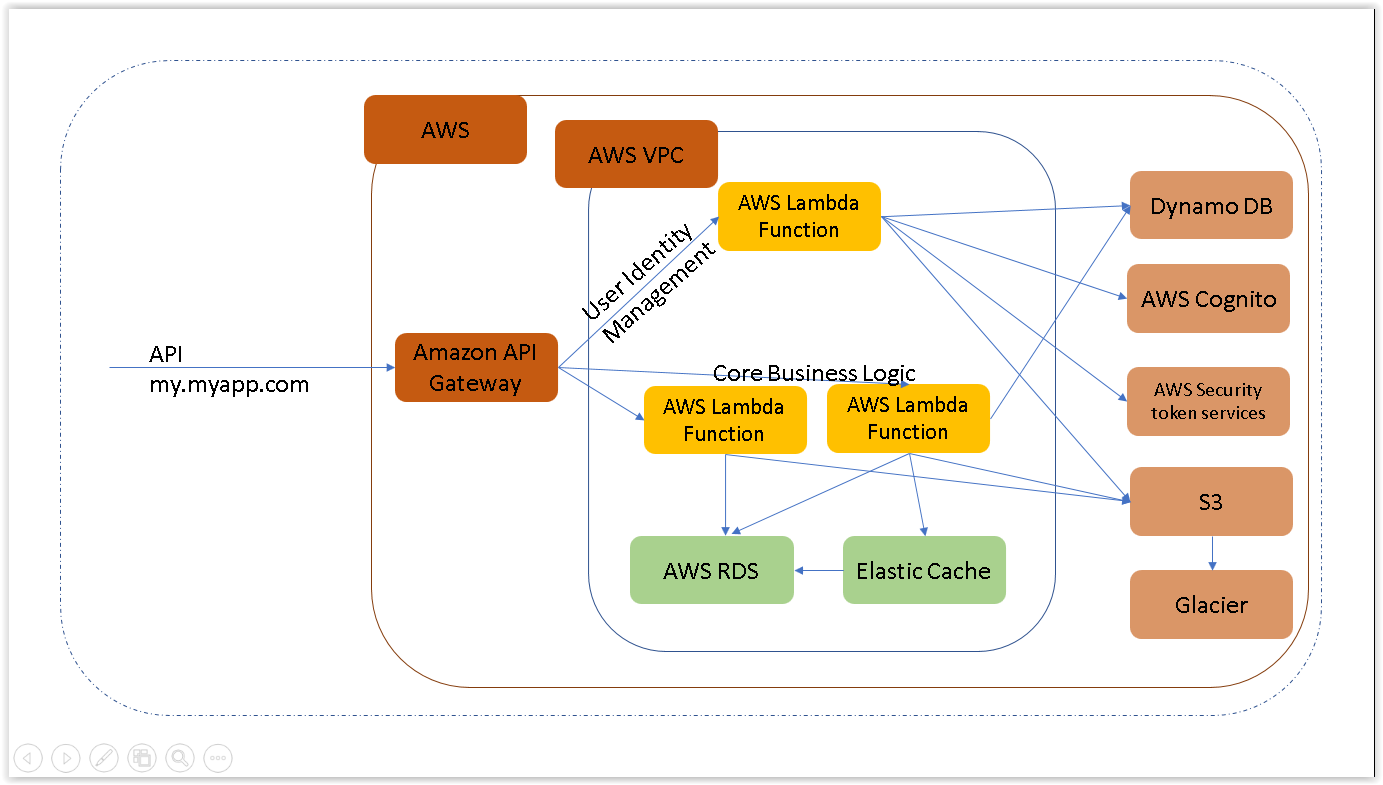 AWS
AWS VPC
AWS Lambda
Function
Dynamo DB
User Identity
Management
AWS Cognito
API
my.myapp.com
Amazon API
Gateway
Core Business Logic
AWS Lambda
Function
AWS Lambda
Function
AWS Security
token services
S3
AWS RDS
Elastic Cache
Glacier